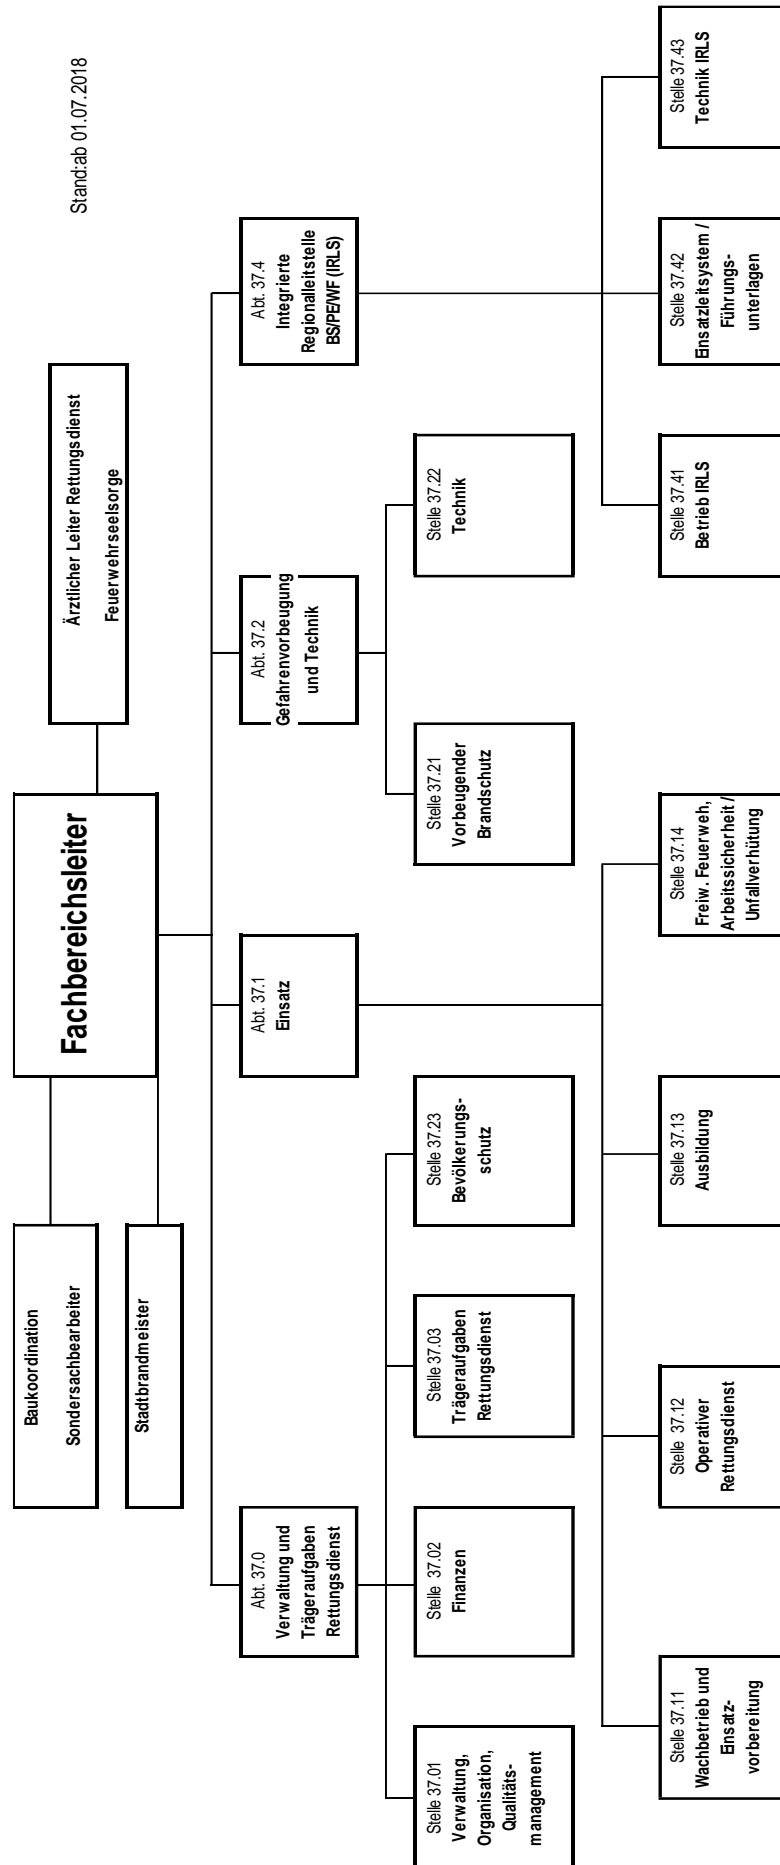 Stand:ab 01.07.2018
Baukoordination
Sondersachbearbeiter
Stadtbrandmeister
Fachbereichsleiter
Ärztlicher Leiter Rettungsdienst
Feuerwehrseelsorge
Abt. 37.0
Verwaltung und
Trägeraufgaben
Rettungsdienst
Abt. 37.1
Einsatz
Abt. 37.2
Gefahrenvorbeugung
und Technik
Abt. 37.4
Integrierte
Regionalleitstelle
BS/PE/WF (IRLS)
Stelle 37.01
Verwaltung,
Organisation,
Qualitäts-
management
Stelle 37.02
Finanzen
Stelle 37.03
Trägeraufgaben
Rettungsdienst
Stelle 37.23
Bevölkerungs-
schutz
Stelle 37.21
Vorbeugender
Brandschutz
Stelle 37.22
Technik
Stelle 37.11
Wachbetrieb und
Einsatz-
vorbereitung
Stelle 37.12
Operativer
Rettungsdienst
Stelle 37.13
Ausbildung
Stelle 37.14
Freiw. Feuerweh,
Arbeitssicherheit /
Unfallverhütung
Stelle 37.41
Betrieb IRLS
Stelle 37.42
Einsatzleitsystem /
Führungs-
unterlagen
Stelle 37.43
Technik IRLS